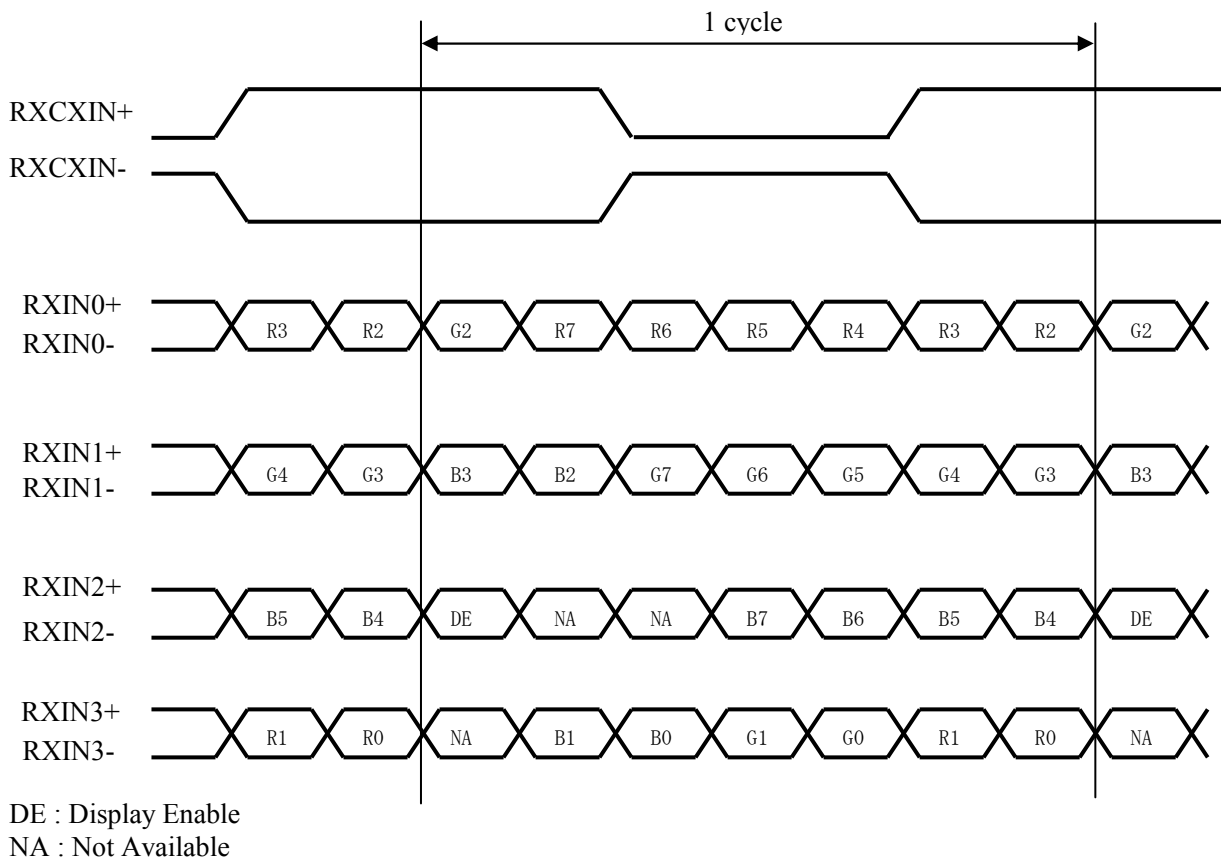 1 cycle
RXCXIN+
RXCXIN-
RXIN0+
R3 R2 G2 R7 R6 R5 R4 R3 R2 G2
RXIN0-
RXIN1+
G4 G3 B3 B2 G7 G6 G5 G4 G3 B3
RXIN1-
RXIN2+
B5 B4 DE NA NA B7 B6 B5 B4 DE
RXIN2-
RXIN3+
R1 R0 NA B1 B0 G1 G0 R1 R0 NA
RXIN3-
DE : Display Enable
NA : Not Available